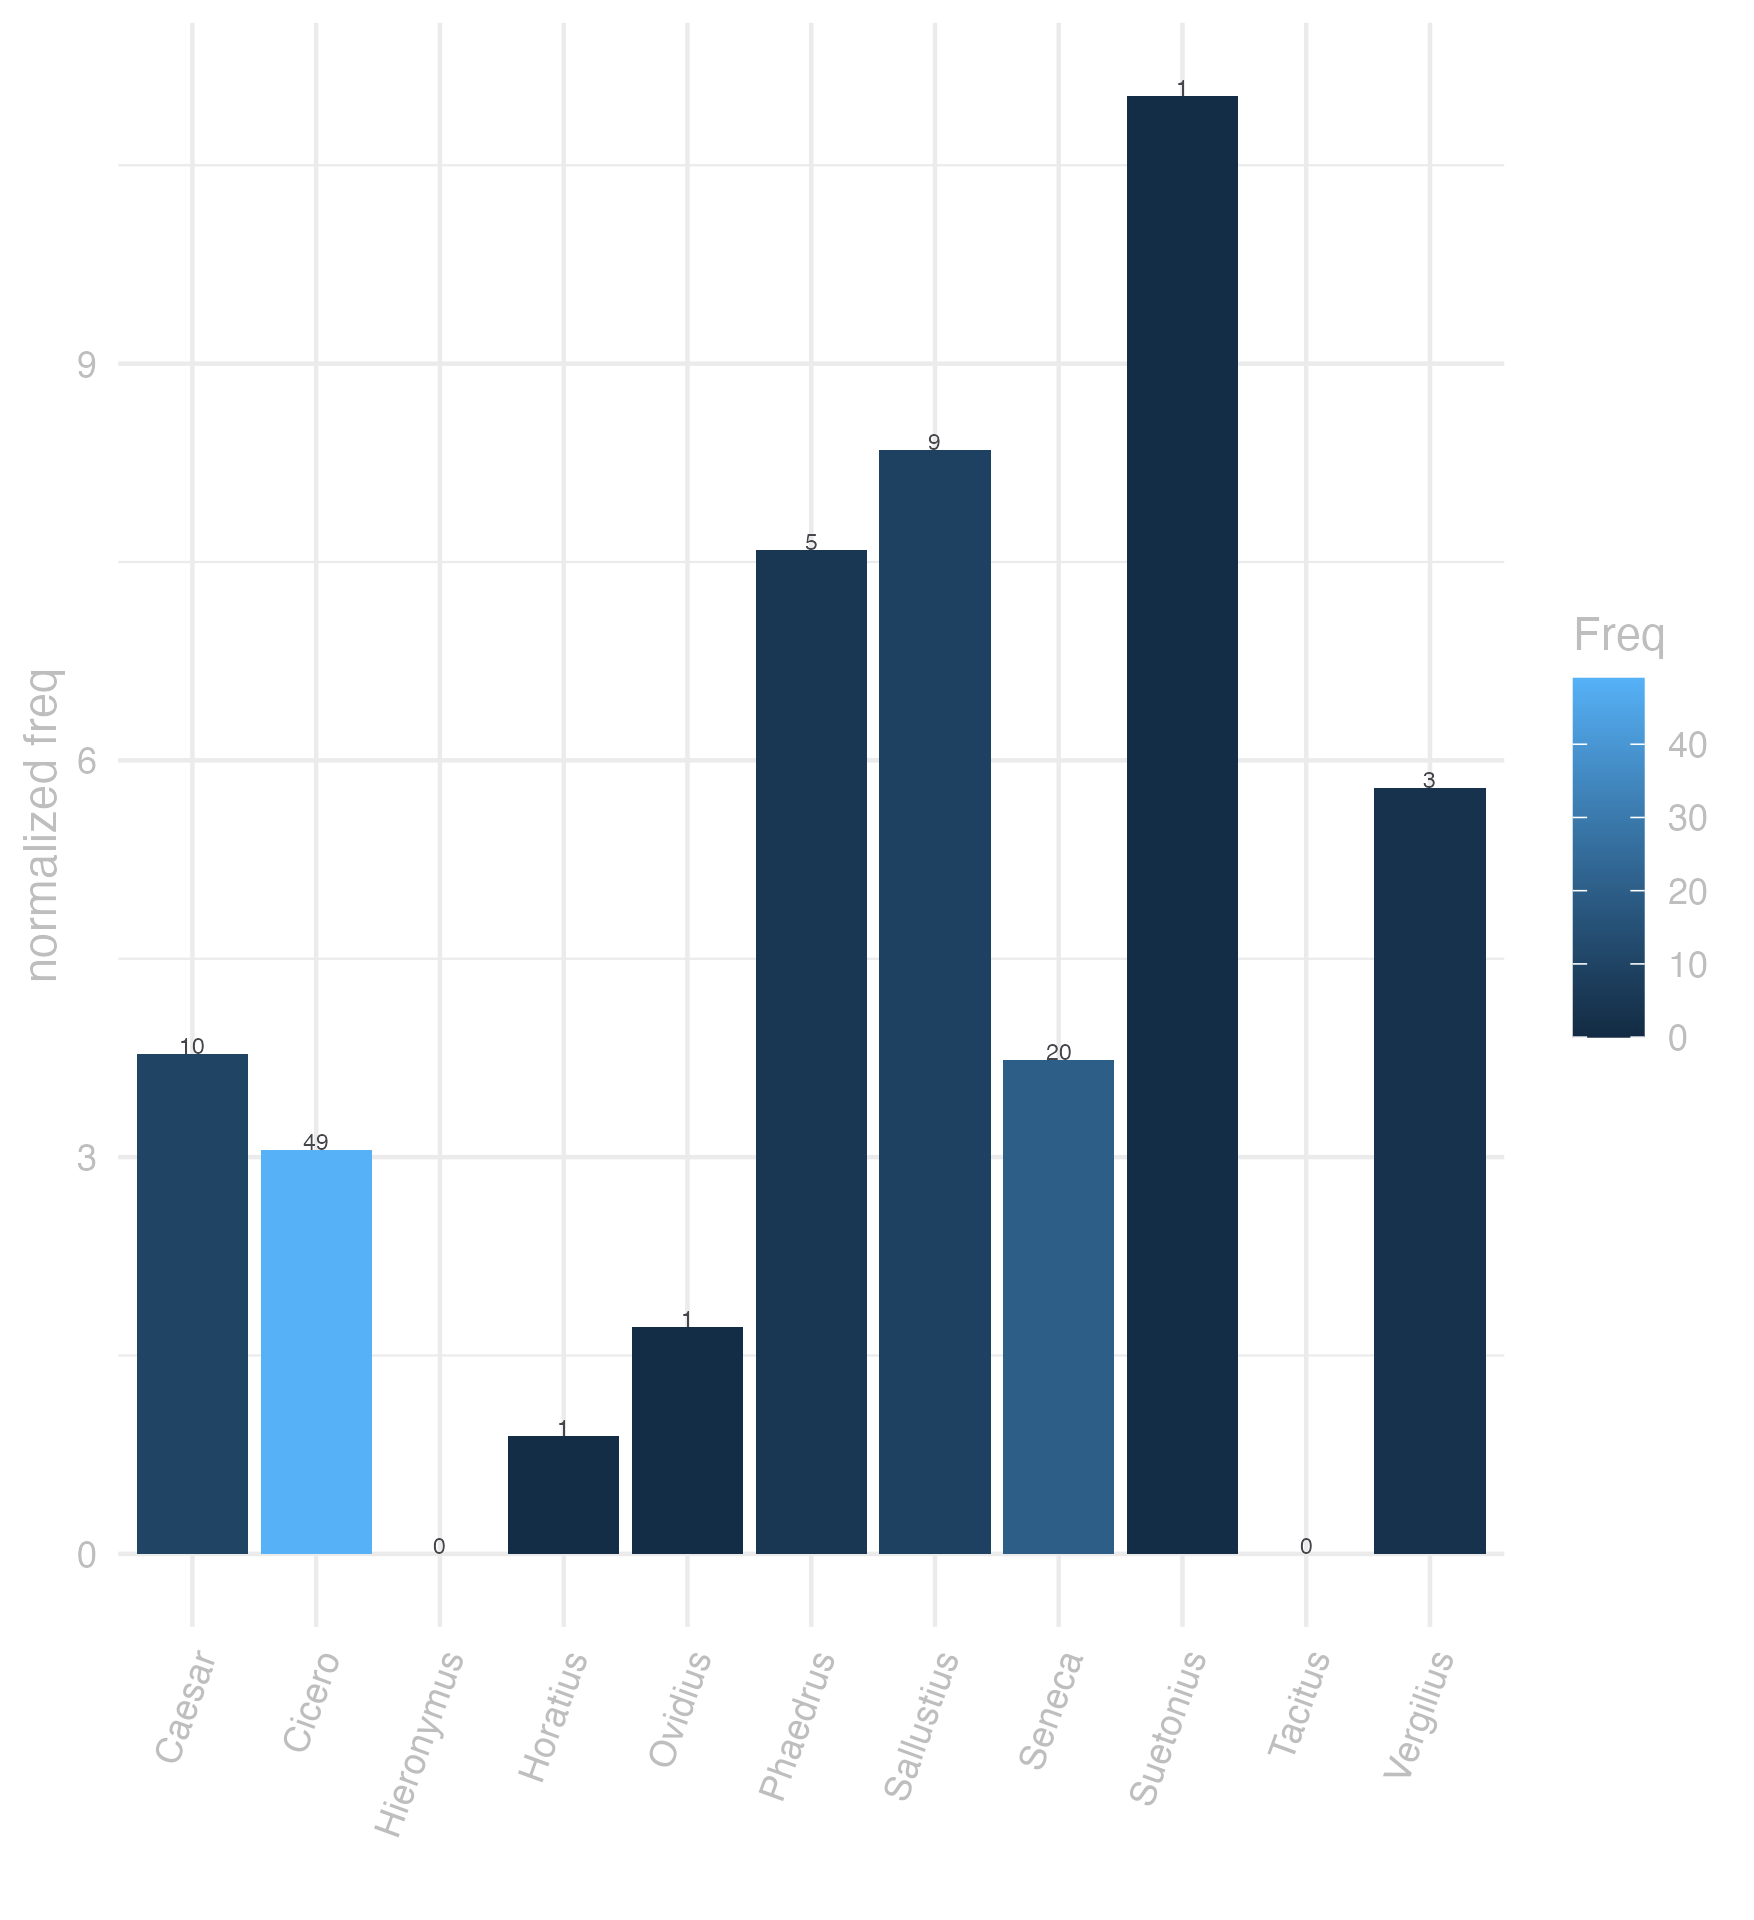 normalized freq
9
6
3
0
10
49
0
1
1
5
9
20
1
0
3
Caesar
Cicero
Hieronymus
Horatius
Ovidius
Phaedrus
Sallustius
Seneca
Suetonius
Tacitus
Vergilius
Freq
40
30
20
10
0